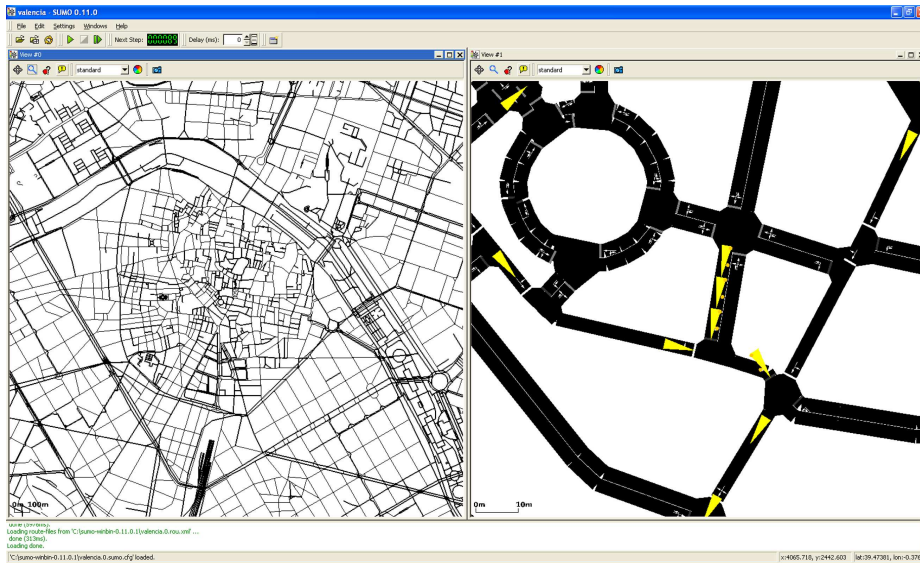 valencia - SUMO 0.11.0
File Edit Settings Windows Help
Next Step: 000089 Delay (ms): 0
View #0
View #1
standard
standard
0m 100m
0m 10m
Loading route-files from 'C:\sumo-winbin-0.11.0.1\valencia.0.rou.xml' ...
done (313ms).
Loading done.
'C:\sumo-winbin-0.11.0.1\valencia.0.sumo.cfg' loaded.
x:4065.718, y:2442.603
lat:39.47381, lon:-0.376